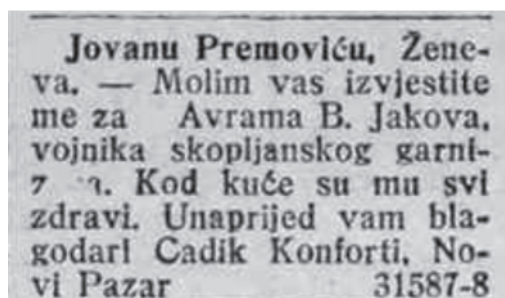 Jovanu Premoviću, Žene-
va. — Molim vas izvjestite
me za Avrama B. Jakova,
vojnika skopljanskog garni-
Kod kuće su mu svi
zdravi. Unaprijed vam bla-
godari Cadik Konforti, No-
vi Pazar 31587-8